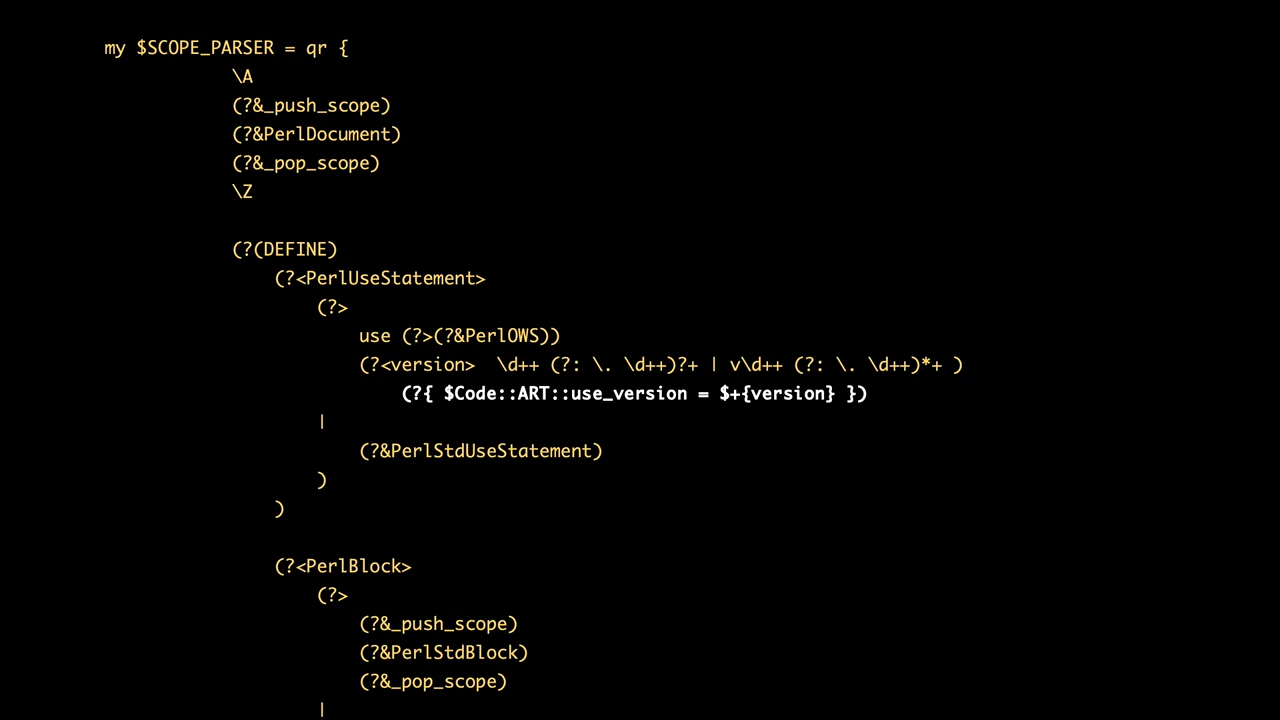 my $SCOPE_PARSER = qr {
\A
(?&_push_scope)
(?&PerlDocument)
(?&_pop_scope)
\Z
(?(DEFINE)
(?<PerlUseStatement>
(?>
use (?>(?&PerlOWS))
(?<version>  \d++ (?: \. \d++)?+ | v\d++ (?: \. \d++)*+ )
(?{ $Code::ART::use_version = $+{version} })
|
(?&PerlStdUseStatement)
)
)
(?<PerlBlock>
(?>
(?&_push_scope)
(?&PerlStdBlock)
(?&_pop_scope)
|